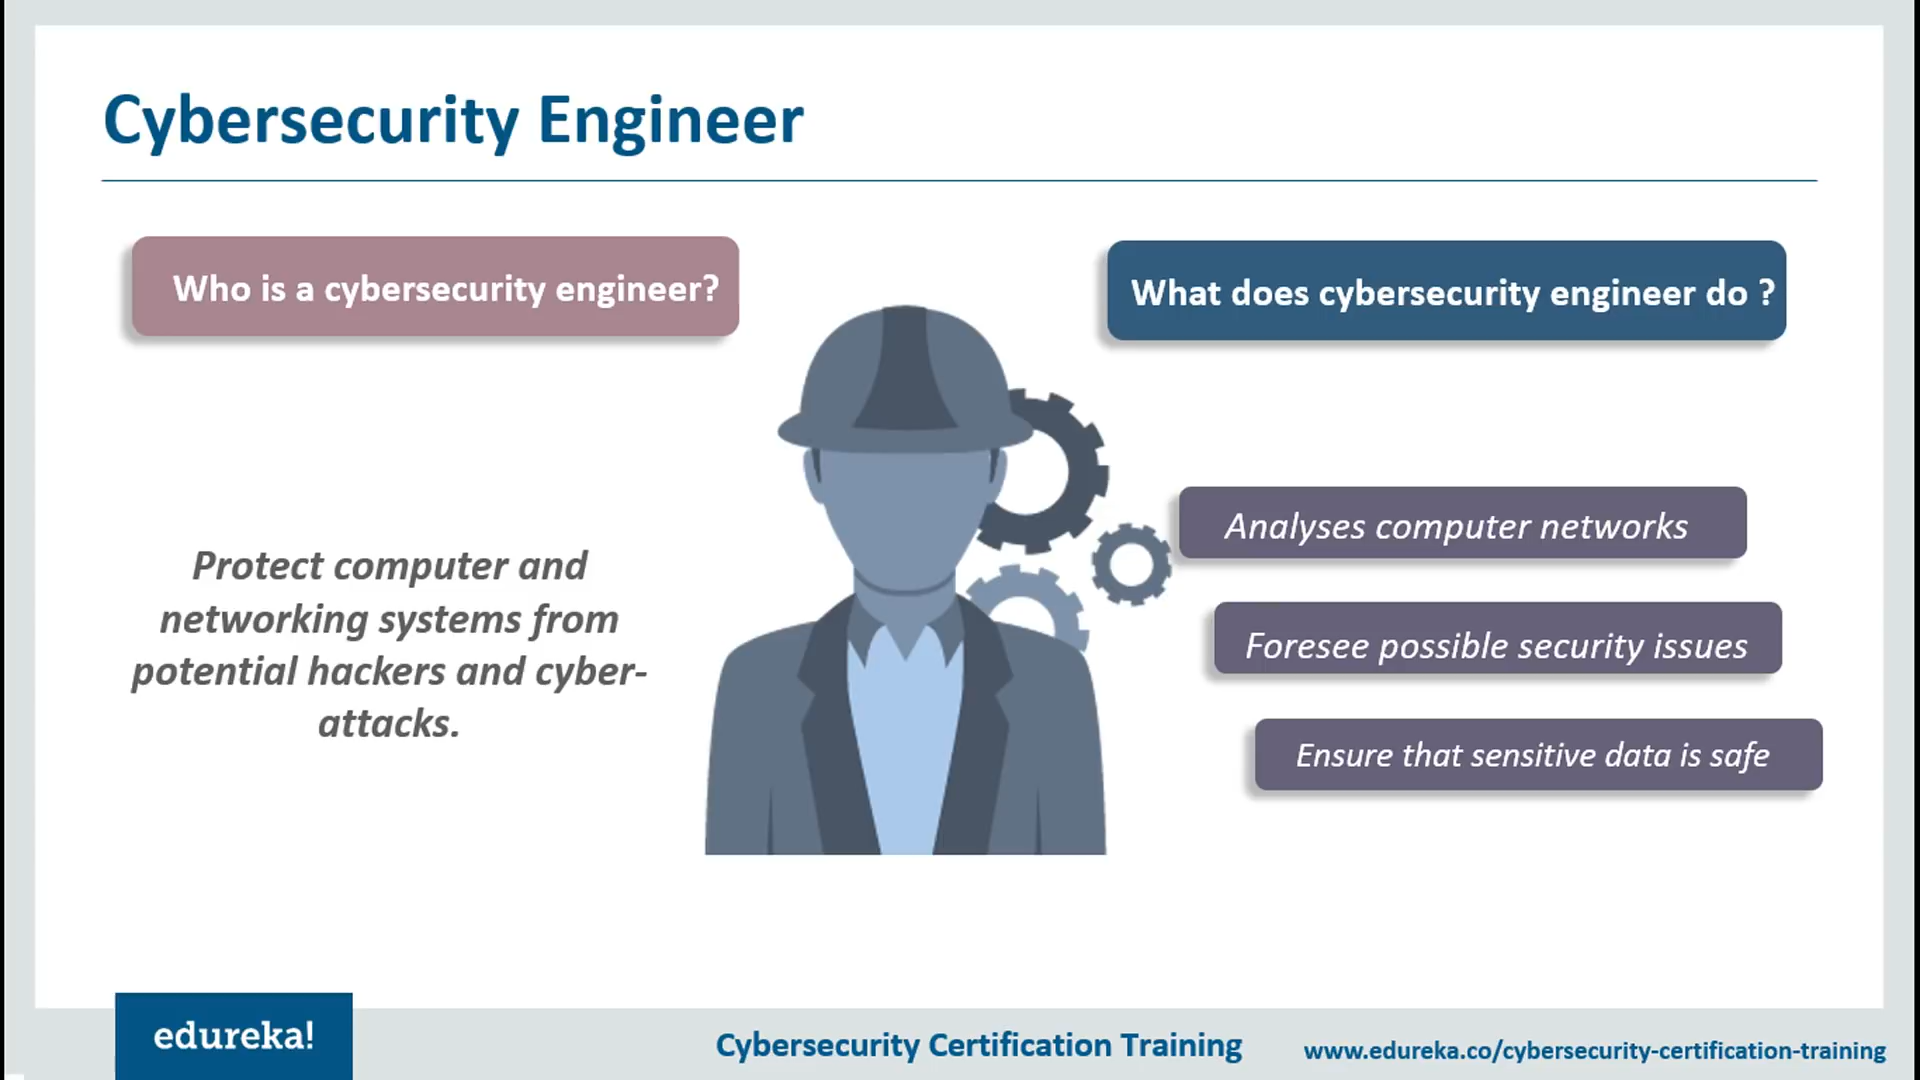 Cybersecurity Engineer
Who is a cybersecurity engineer?
What does cybersecurity engineer do ?
Protect computer and
networking systems from
potential hackers and cyber-
attacks.
Analyses computer networks
Foresee possible security issues
Ensure that sensitive data is safe
edureka!
Cybersecurity Certification Training
www.edureka.co/cybersecurity-certification-training